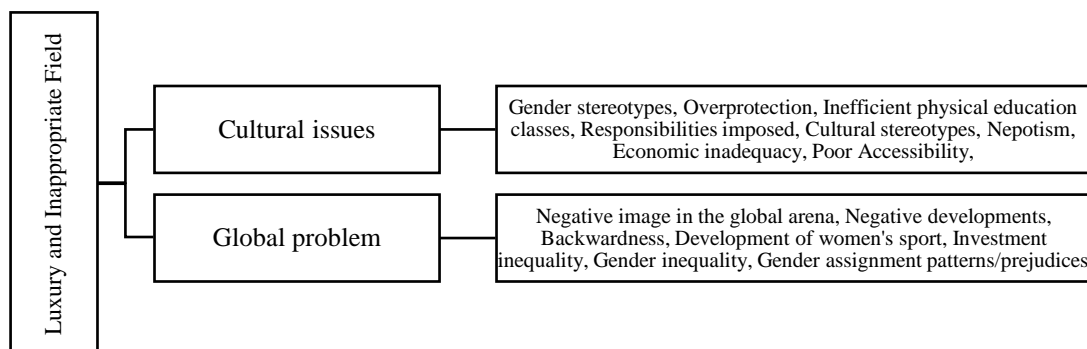 Luxury and Inappropriate Field
Cultural issues
Gender stereotypes, Overprotection, Inefficient physical education
classes, Responsibilities imposed, Cultural stereotypes, Nepotism,
Economic inadequacy, Poor Accessibility,
Global problem
Negative image in the global arena, Negative developments,
Backwardness, Development of women's sport, Investment
inequality, Gender inequality, Gender assignment patterns/prejudices